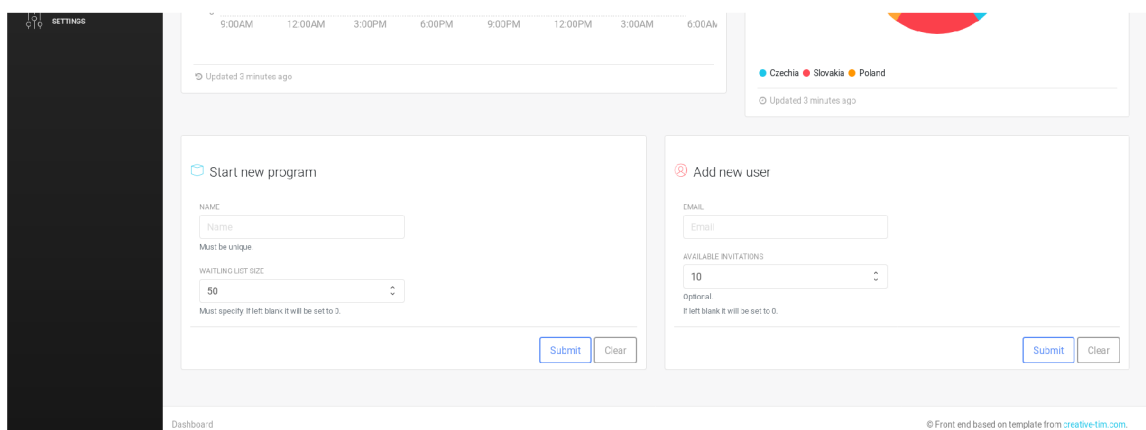 SETTINGS
9:00AM 12:00AM 3:00PM 6:00PM 9:00PM 12:00PM 3:00AM 6:00AM
Updated 3 minutes ago
Czechia Slovakia Poland
Updated 3 minutes ago
Start new program
NAME
Name
Must be unique
WAITLING LIST SIZE
50
Must specify. If left blank it will be set to 0.
Submit Clear
Add new user
EMAIL
Email
AVAILABLE INVITATIONS
10
Optional
If left blank it will be set to 0.
Submit Clear
Dashboard
© Front end based on template from creative-tim.com.